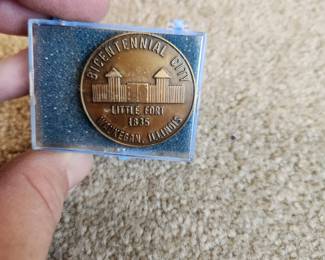 BICENTENNIAL CITY
LITTLE FORT
1835
WAUKEGAN, ILLINOIS